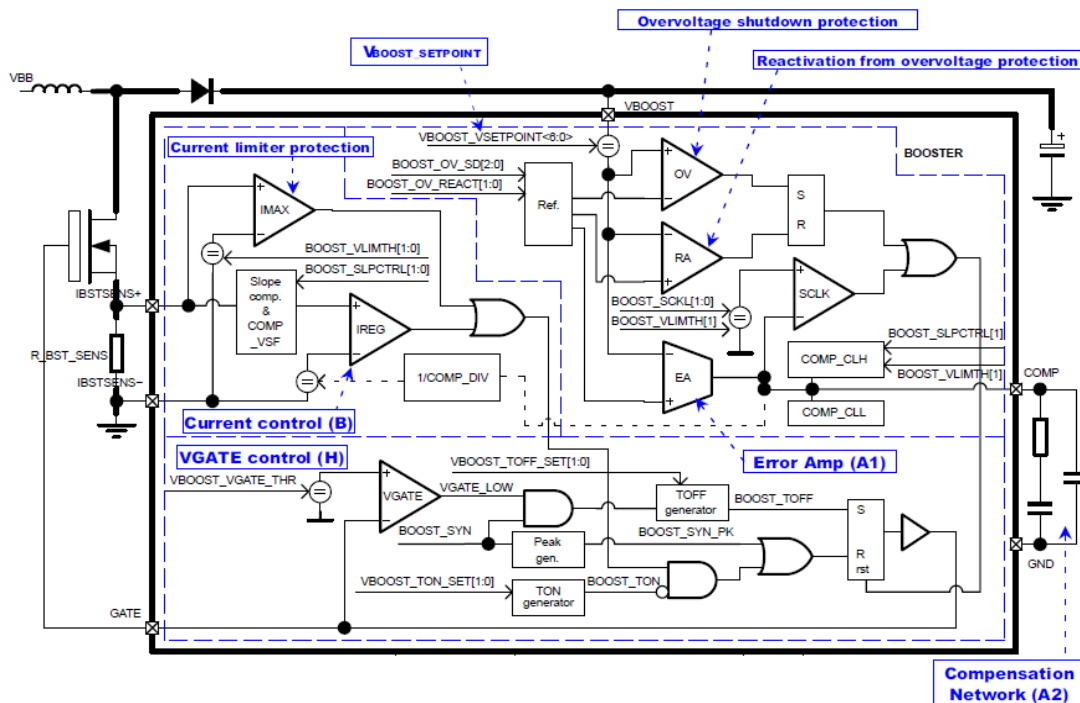 Overvoltage shutdown protection
VBOOST_SETPOINT
Reactivation from overvoltage protection
VBB
VBOOST
VBOOST_VSETPOINT<6:0>
Current limiter protection
BOOST_OV_SD[2:0]
BOOST_OV_REACT[1:0]
BOOSTER
OV
IMAX
Ref.
S
R
RA
BOOST_VLIMTH[1:0]
BOOST_SLPCTRL[1:0]
IBSTSENS+
Slope
comp.
&
COMP
_VSF
IREG
BOOST_SCKL[1:0]
BOOST_VLIMTH[1]
SCLK
BOOST_SLPCTRL[1]
R_BST_SENS
1/COMP_DIV
EA
COMP_CLH
BOOST_VLIMTH[1]
COMP
IBSTSENS−
COMP_CLL
Current control (B)
VGATE control (H)
Error Amp (A1)
VBOOST_TOFF_SET[1:0]
VBOOST_VGATE_THR
VGATE
VGATE_LOW
TOFF
generator
BOOST_TOFF
S
BOOST_SYN
Peak
gen.
BOOST_SYN_PK
R
rst
GND
VBOOST_TON_SET[1:0]
TON
generator
BOOST_TON
GATE
Compensation
Network (A2)